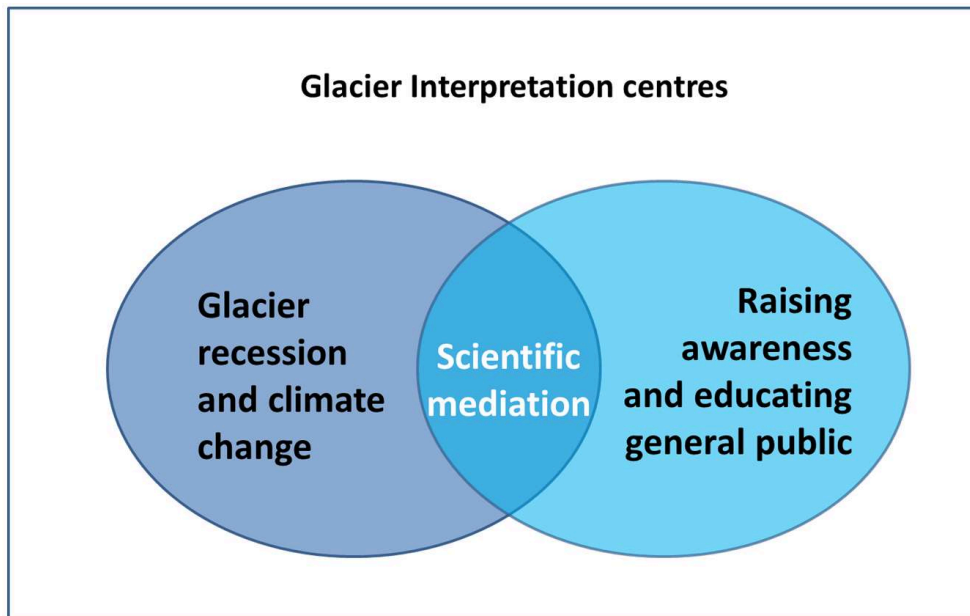 Glacier Interpretation centres
Glacier
recession
and climate
change
Scientific
mediation
Raising
awareness
and educating
general public